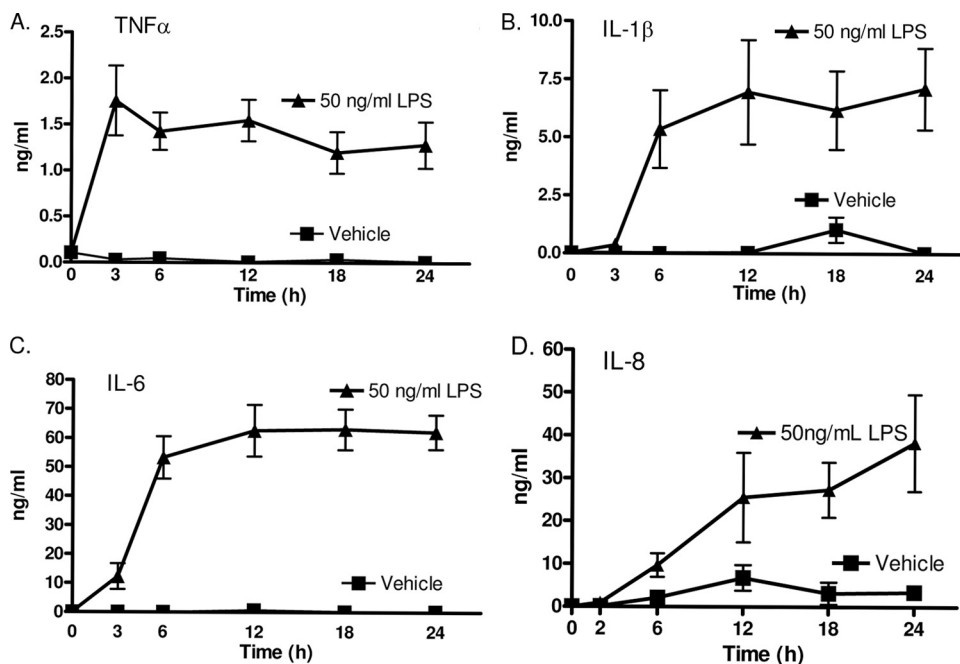 A.
TNFα
2.5
2.0
1.5
1.0
0.5
0.0
ng/ml
50 ng/ml LPS
Vehicle
0 3 6 12 18 24
Time (h)
B.
IL-1β
10.0
7.5
5.0
2.5
0.0
ng/ml
50 ng/ml LPS
Vehicle
0 3 6 12 18 24
Time (h)
C.
IL-6
80
70
60
50
40
30
20
10
0
ng/ml
50 ng/ml LPS
Vehicle
0 3 6 12 18 24
Time (h)
D.
IL-8
60
50
40
30
20
10
0
ng/ml
50ng/mL LPS
Vehicle
0 2 6 12 18 24
Time (h)